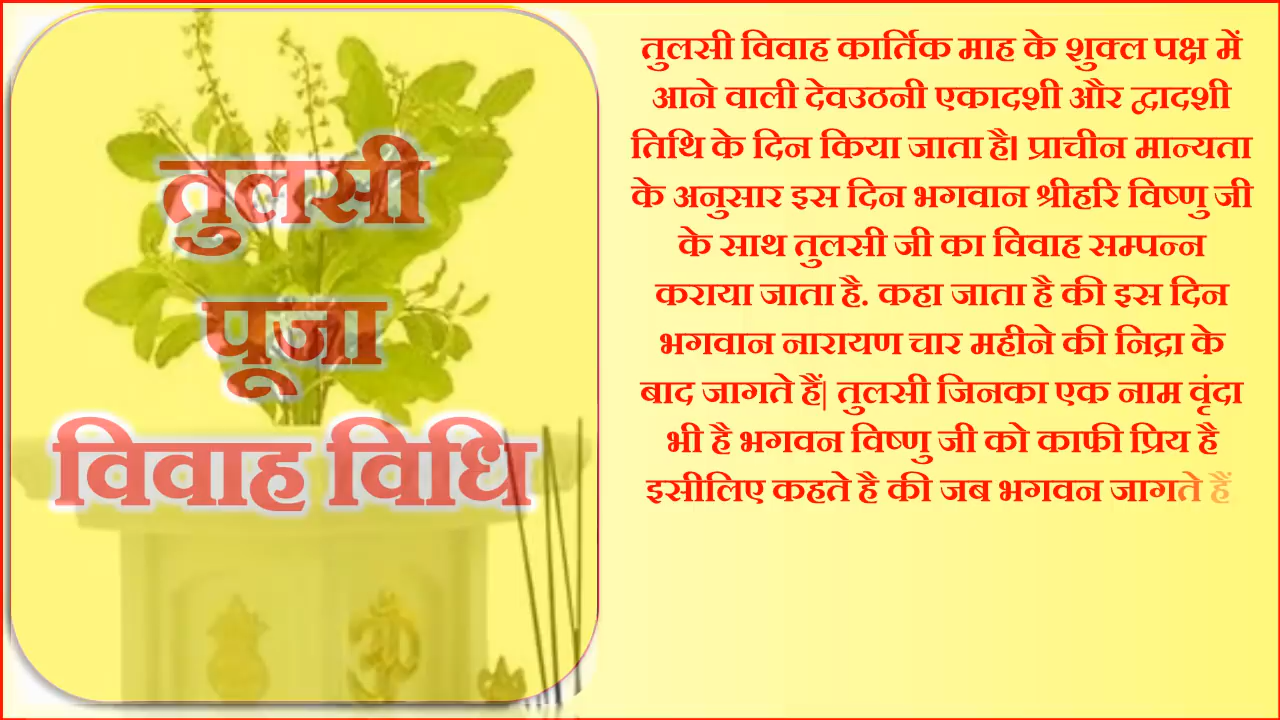 तुलसी
पूजा
विवाह विधि
तुलसी विवाह कार्तिक माह के शुक्ल पक्ष में
आने वाली देवउठनी एकादशी और द्वादशी
तिथि के दिन किया जाता है। प्राचीन मान्यता
के अनुसार इस दिन भगवान श्रीहरि विष्णु जी
के साथ तुलसी जी का विवाह सम्पन्न
कराया जाता है. कहा जाता है की इस दिन
भगवान नारायण चार महीने की निद्रा के
बाद जागते हैं| तुलसी जिनका एक नाम वृंदा
भी है भगवन विष्णु जी को काफी प्रिय है
इसीलिए कहते है की जब भगवन जागते हैं
ॐ